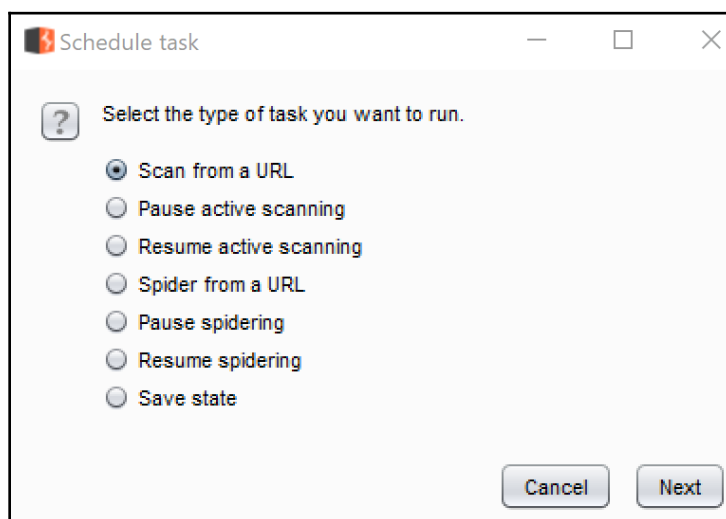 Schedule task
Select the type of task you want to run.
Scan from a URL
Pause active scanning
Resume active scanning
Spider from a URL
Pause spidering
Resume spidering
Save state
Cancel Next